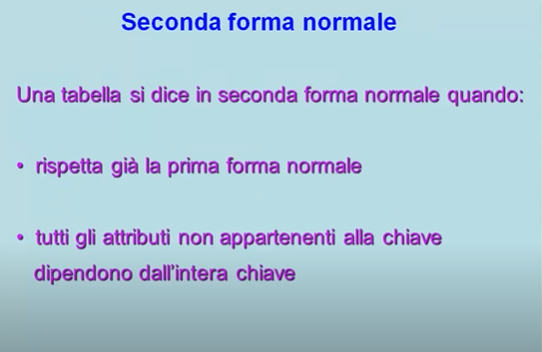 Seconda forma normale
Una tabella si dice in seconda forma normale quando:
• rispetta già la prima forma normale
• tutti gli attributi non appartenenti alla chiave
dipendono dall'intera chiave